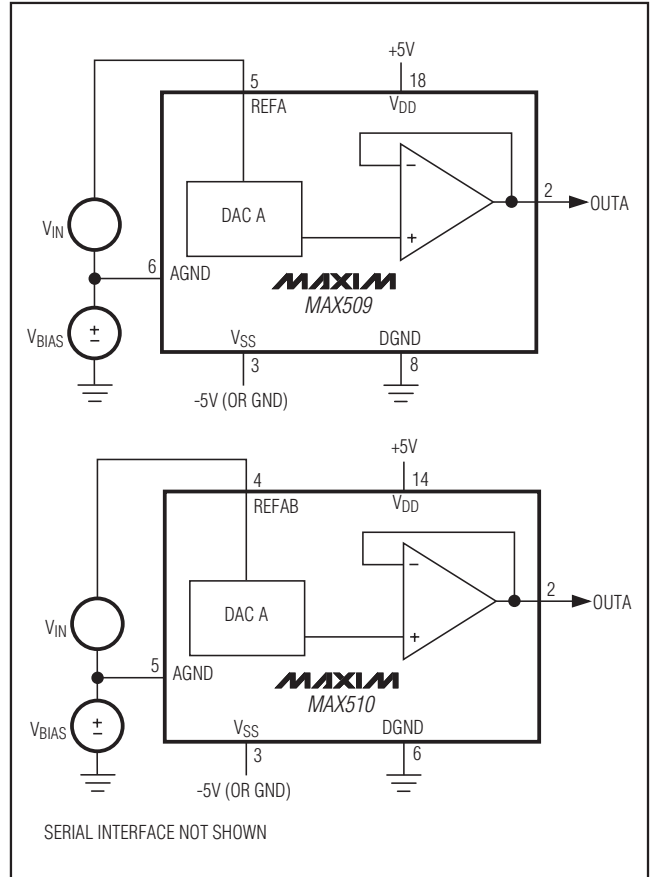 +5V
5
18
REFA
VDD
−
DAC A
2
OUTA
VIN
+
6
AGND
MAXIM
MAX509
VBIAS
+
−
VSS
DGND
3
8
-5V (OR GND)
+5V
4
14
REFAB
VDD
−
DAC A
2
OUTA
VIN
+
5
AGND
MAXIM
MAX510
VBIAS
+
−
VSS
DGND
3
6
-5V (OR GND)
SERIAL INTERFACE NOT SHOWN